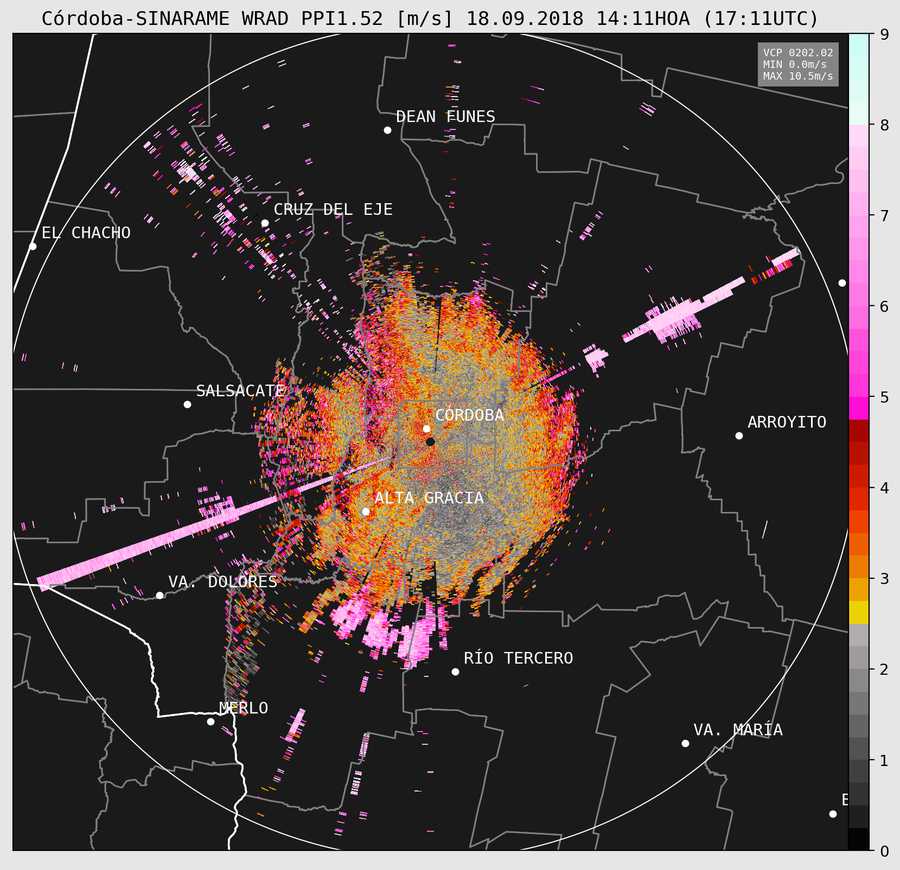 Córdoba-SINARAME WRAD PPI1.52 [m/s] 18.09.2018 14:11HOA (17:11UTC)
VCP 0202.02
MIN 0.0m/s
MAX 10.5m/s
DEAN FUNES
CRUZ DEL EJE
EL CHACHO
SALSACATE
CÓRDOBA
ARROYITO
ALTA GRACIA
VA. DOLORES
RÍO TERCERO
MERLO
VA. MARÍA
9
8
7
6
5
4
3
2
1
0